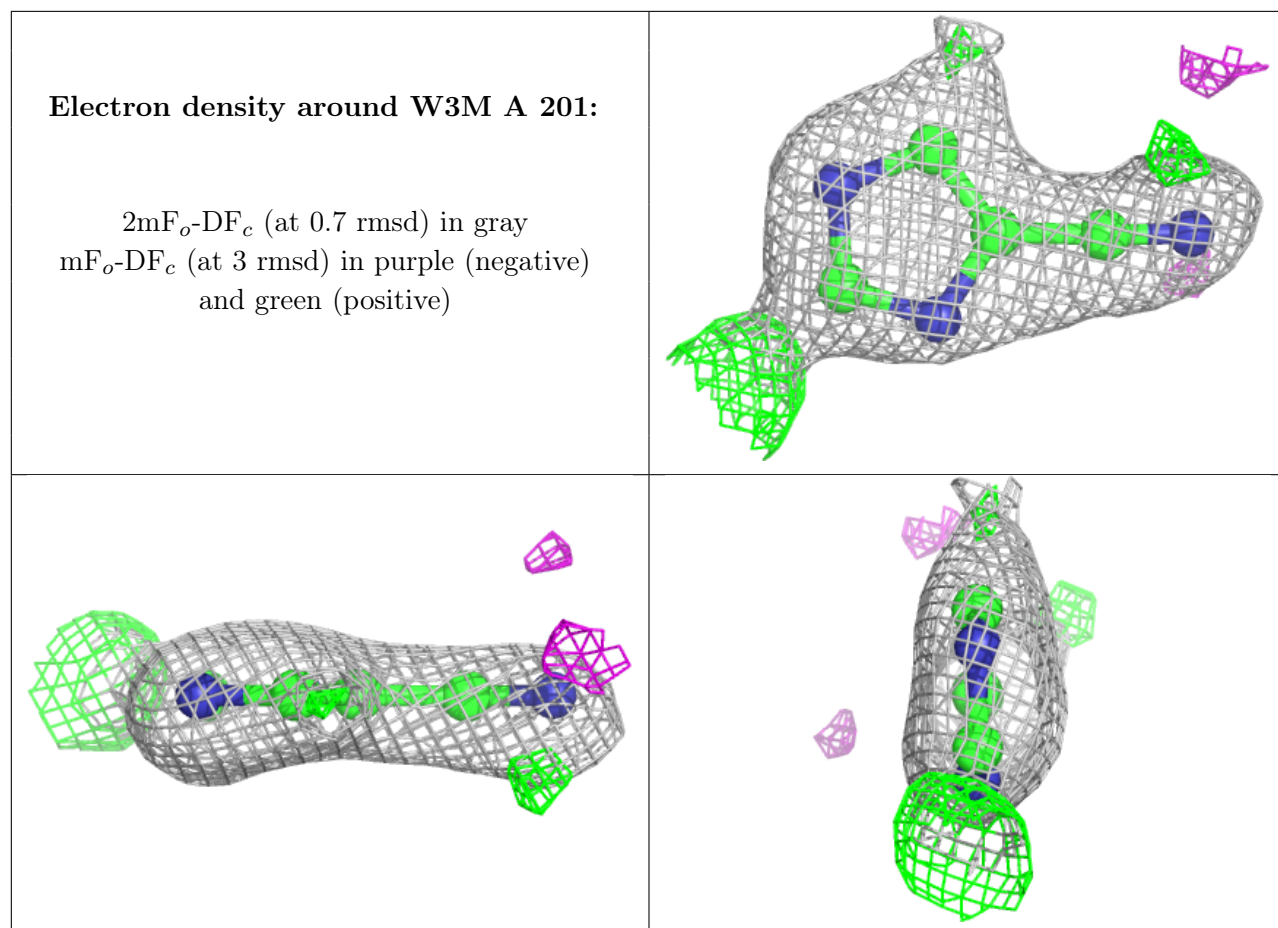 Electron density around W3M A 201:
2mFo-DFc (at 0.7 rmsd) in gray
mFo-DFc (at 3 rmsd) in purple (negative)
and green (positive)